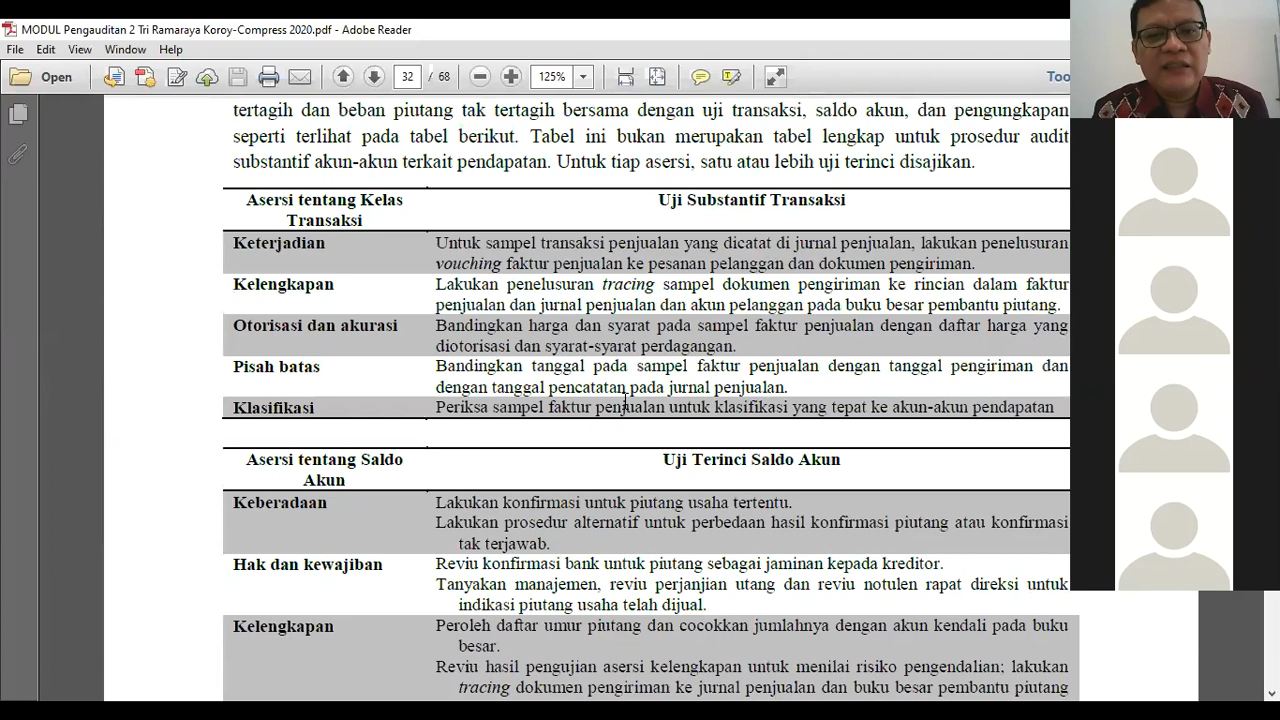 MODUL Pengauditan 2 Tri Ramaraya Koroy-Compress 2020.pdf - Adobe Reader
File Edit View Window Help
Open 32 / 68 125% Too
tertagih dan beban piutang tak tertagih bersama dengan uji transaksi, saldo akun, dan pengungkapan
seperti terlihat pada tabel berikut. Tabel ini bukan merupakan tabel lengkap untuk prosedur audit
substantif akun-akun terkait pendapatan. Untuk tiap asersi, satu atau lebih uji terinci disajikan.
Asersi tentang Kelas
Transaksi
Uji Substantif Transaksi
Keterjadian
Untuk sampel transaksi penjualan yang dicatat di jurnal penjualan, lakukan penelusuran
vouching faktur penjualan ke pesanan pelanggan dan dokumen pengiriman.
Kelengkapan
Lakukan penelusuran tracing sampel dokumen pengiriman ke rincian dalam faktur
penjualan dan jurnal penjualan dan akun pelanggan pada buku besar pembantu piutang.
Otorisasi dan akurasi
Bandingkan harga dan syarat pada sampel faktur penjualan dengan daftar harga yang
diotorisasi dan syarat-syarat perdagangan.
Pisah batas
Bandingkan tanggal pada sampel faktur penjualan dengan tanggal pengiriman dan
dengan tanggal pencatatan pada jurnal penjualan.
Klasifikasi
Periksa sampel faktur penjualan untuk klasifikasi yang tepat ke akun-akun pendapatan
Asersi tentang Saldo
Akun
Uji Terinci Saldo Akun
Keberadaan
Lakukan konfirmasi untuk piutang usaha tertentu.
Lakukan prosedur alternatif untuk perbedaan hasil konfirmasi piutang atau konfirmasi
tak terjawab.
Hak dan kewajiban
Reviu konfirmasi bank untuk piutang sebagai jaminan kepada kreditor.
Tanyakan manajemen, reviu perjanjian utang dan reviu notulen rapat direksi untuk
indikasi piutang usaha telah dijual.
Kelengkapan
Peroleh daftar umur piutang dan cocokkan jumlahnya dengan akun kendali pada buku
besar.
Reviu hasil pengujian asersi kelengkapan untuk menilai risiko pengendalian; lakukan
tracing dokumen pengiriman ke jurnal penjualan dan buku besar pembantu piutang